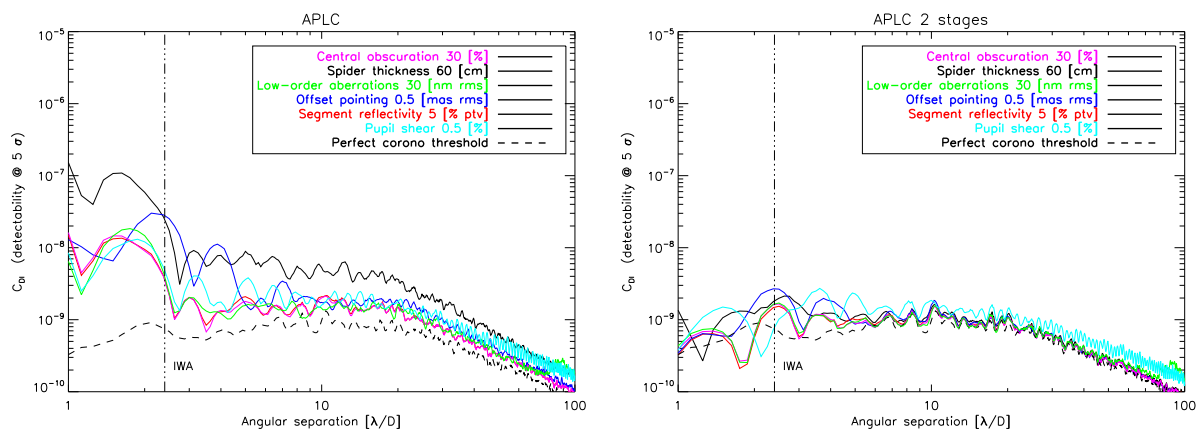 APLC
10⁻⁵
10⁻⁶
10⁻⁷
10⁻⁸
10⁻⁹
10⁻¹⁰
C_DI (detectability @ 5 σ)
Central obscuration 30 [%]
Spider thickness 60 [cm]
Low-order aberrations 30 [nm rms]
Offset pointing 0.5 [mas rms]
Segment reflectivity 5 [% ptv]
Pupil shear 0.5 [%]
Perfect corono threshold
IWA
1 10 100
Angular separation [λ/D]
APLC 2 stages
10⁻⁵
10⁻⁶
10⁻⁷
10⁻⁸
10⁻⁹
10⁻¹⁰
C_DI (detectability @ 5 σ)
Central obscuration 30 [%]
Spider thickness 60 [cm]
Low-order aberrations 30 [nm rms]
Offset pointing 0.5 [mas rms]
Segment reflectivity 5 [% ptv]
Pupil shear 0.5 [%]
Perfect corono threshold
IWA
1 10 100
Angular separation [λ/D]